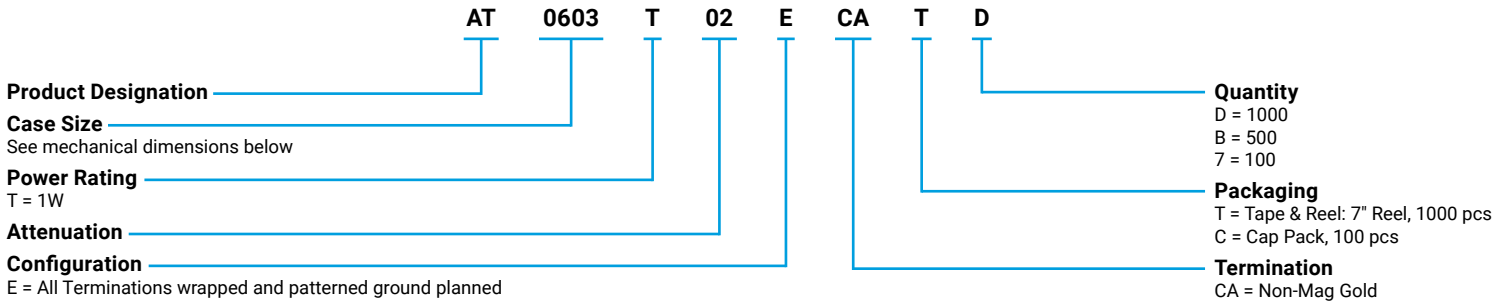 AT 0603 T 02 E CA T D
Product Designation
Case Size
See mechanical dimensions below
Power Rating
T = 1W
Attenuation
Configuration
E = All Terminations wrapped and patterned ground planned
Quantity
D = 1000
B = 500
7 = 100
Packaging
T = Tape & Reel: 7" Reel, 1000 pcs
C = Cap Pack, 100 pcs
Termination
CA = Non-Mag Gold